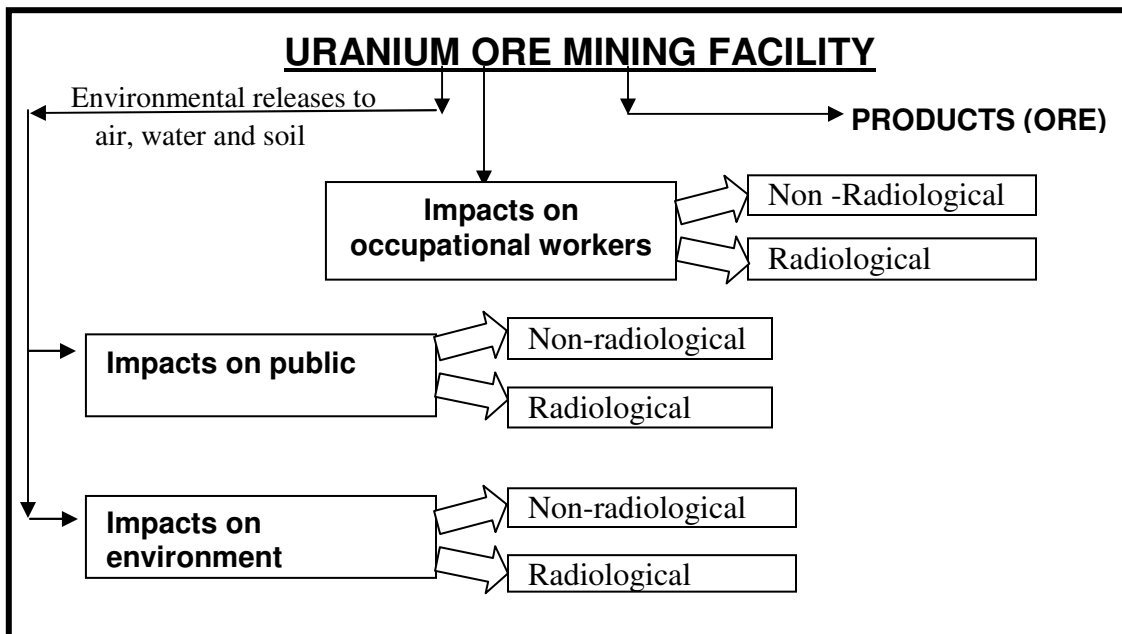 URANIUM ORE MINING FACILITY
Environmental releases to
air, water and soil
PRODUCTS (ORE)
Impacts on
occupational workers
Non -Radiological
Radiological
Impacts on public
Non-radiological
Radiological
Impacts on
environment
Non-radiological
Radiological